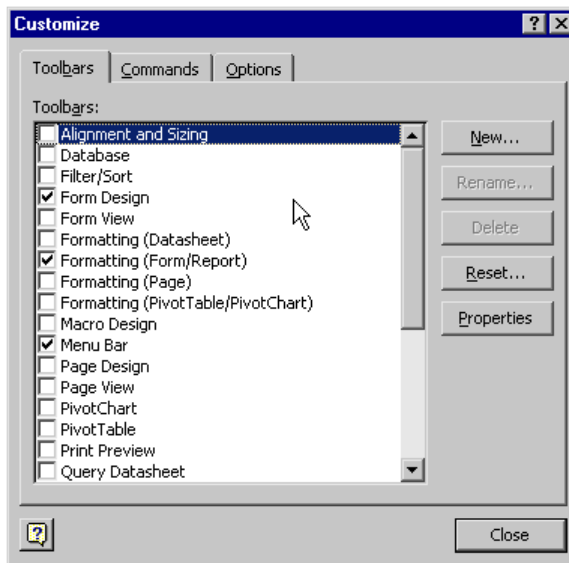 Customize
Toolbars Commands Options
Toolbars:
Alignment and Sizing
Database
Filter/Sort
Form Design
Form View
Formatting (Datasheet)
Formatting (Form/Report)
Formatting (Page)
Formatting (PivotTable/PivotChart)
Macro Design
Menu Bar
Page Design
Page View
PivotChart
PivotTable
Print Preview
Query Datasheet
New...
Rename...
Delete
Reset...
Properties
Close